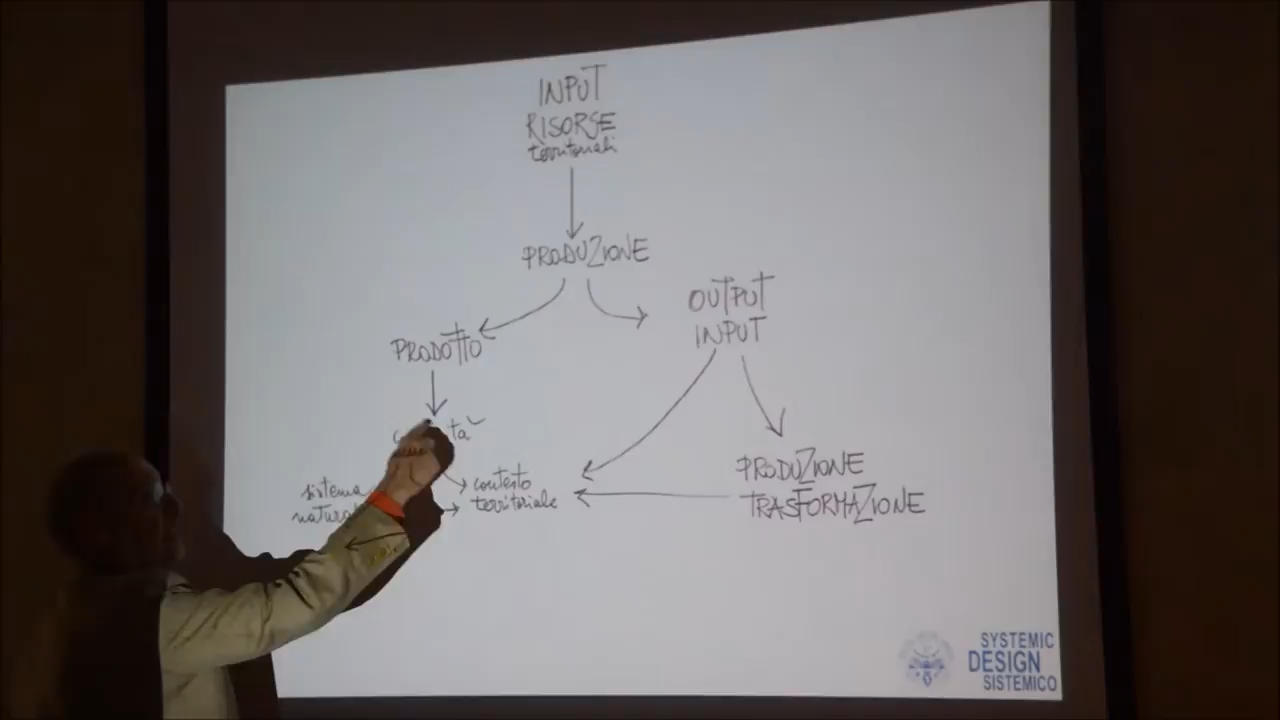 INPUT
RISORSE
territoriali
PRODUZIONE
OUTPUT
INPUT
PRODOTTO
sistema
contesto
territoriale
PRODUZIONE
TRASFORMAZIONE
SYSTEMIC
DESIGN
SISTEMICO